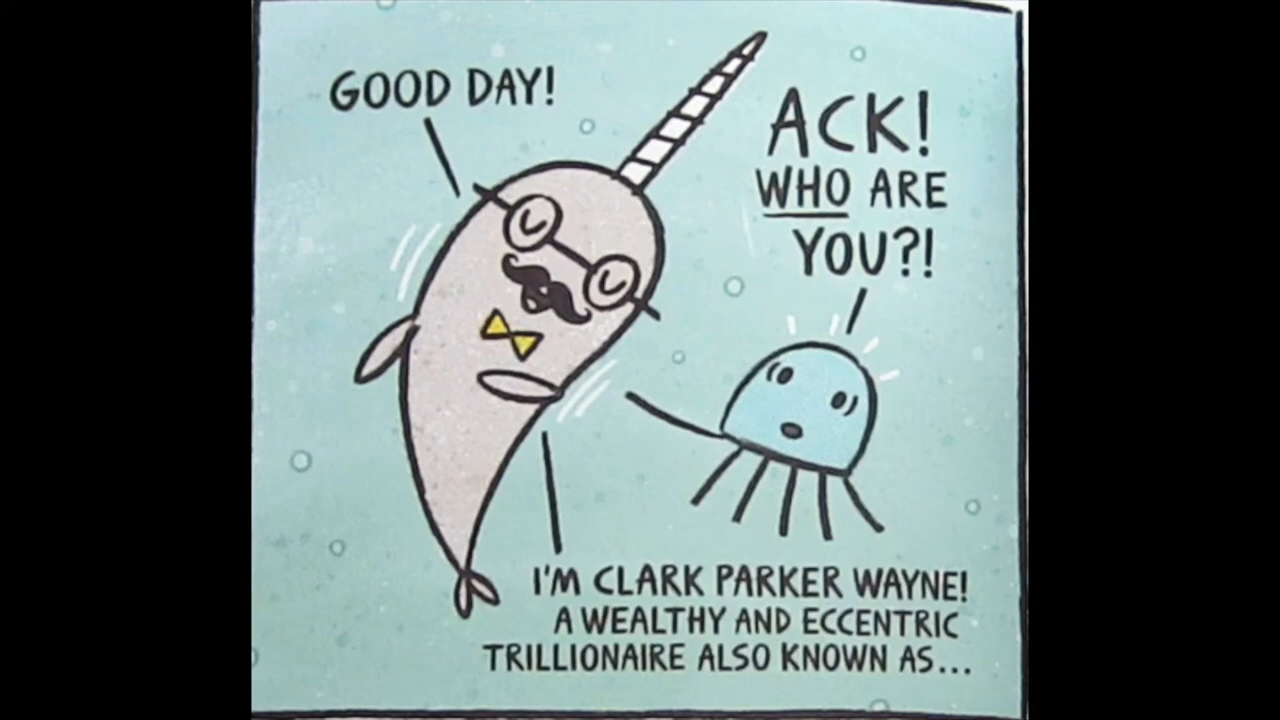 GOOD DAY!
ACK!
WHO ARE
YOU?!
I'M CLARK PARKER WAYNE!
A WEALTHY AND ECCENTRIC
TRILLIONAIRE ALSO KNOWN AS...